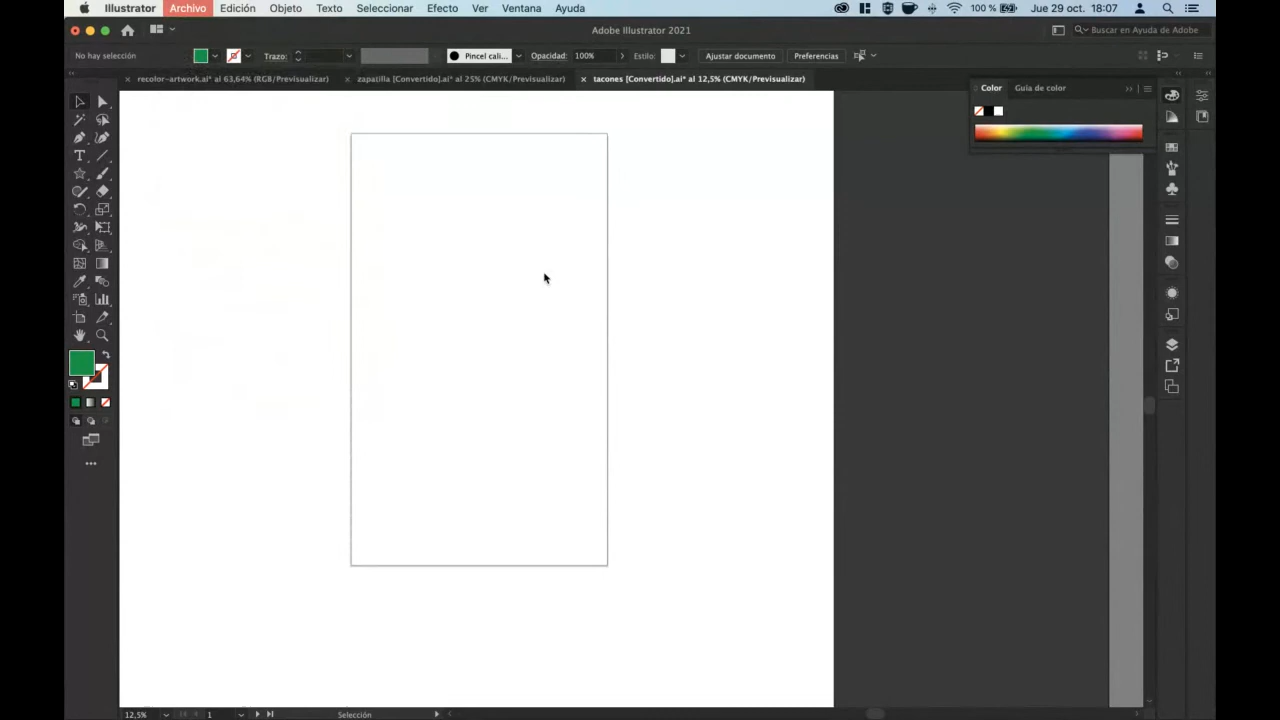 Illustrator Archivo Edición Objeto Texto Seleccionar Efecto Ver Ventana Ayuda 100 % Jue 29 oct. 18:07
Adobe Illustrator 2021 Buscar en Ayuda de Adobe
No hay selección Trazo: Pincel cali... Opacidad: 100% Estilo: Ajustar documento Preferencias
recolor-artwork.ai* al 63,64% (RGB/Previsualizar) zapatilla [Convertido].ai* al 25% (CMYK/Previsualizar) tacones [Convertido].ai* al 12,5% (CMYK/Previsualizar)
Color Guía de color
12,5% 1 Selección